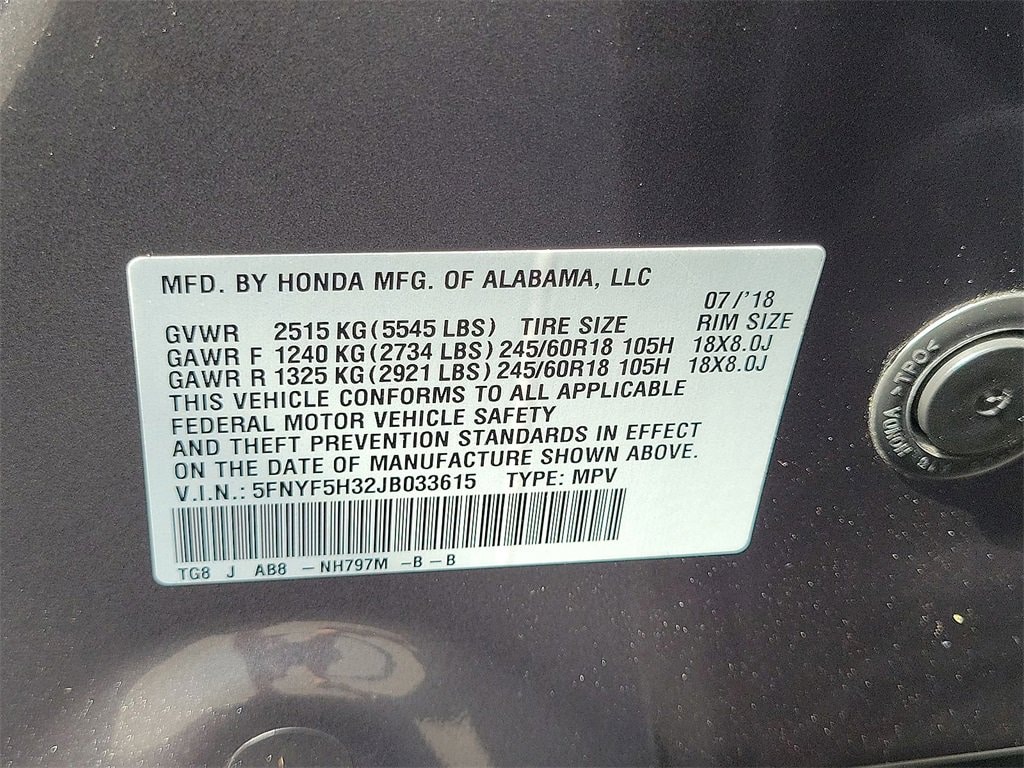 MFD. BY HONDA MFG. OF ALABAMA, LLC
07/'18
GVWR 2515 KG (5545 LBS) TIRE SIZE RIM SIZE
GAWR F 1240 KG (2734 LBS) 245/60R18 105H 18X8.0J
GAWR R 1325 KG (2921 LBS) 245/60R18 105H 18X8.0J
THIS VEHICLE CONFORMS TO ALL APPLICABLE
FEDERAL MOTOR VEHICLE SAFETY
AND THEFT PREVENTION STANDARDS IN EFFECT
ON THE DATE OF MANUFACTURE SHOWN ABOVE.
V.I.N.: 5FNYF5H32JB033615 TYPE: MPV
TG8 J AB8 - NH797M - B - B
HONDA >TPO<